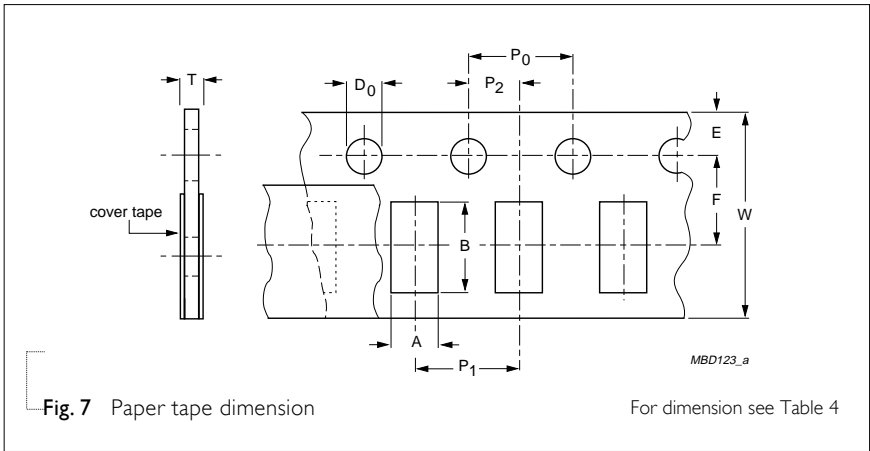 P0
T
D0
P2
E
F
W
cover tape
B
A
P1
MBD123_a
Fig. 7 Paper tape dimension
For dimension see Table 4